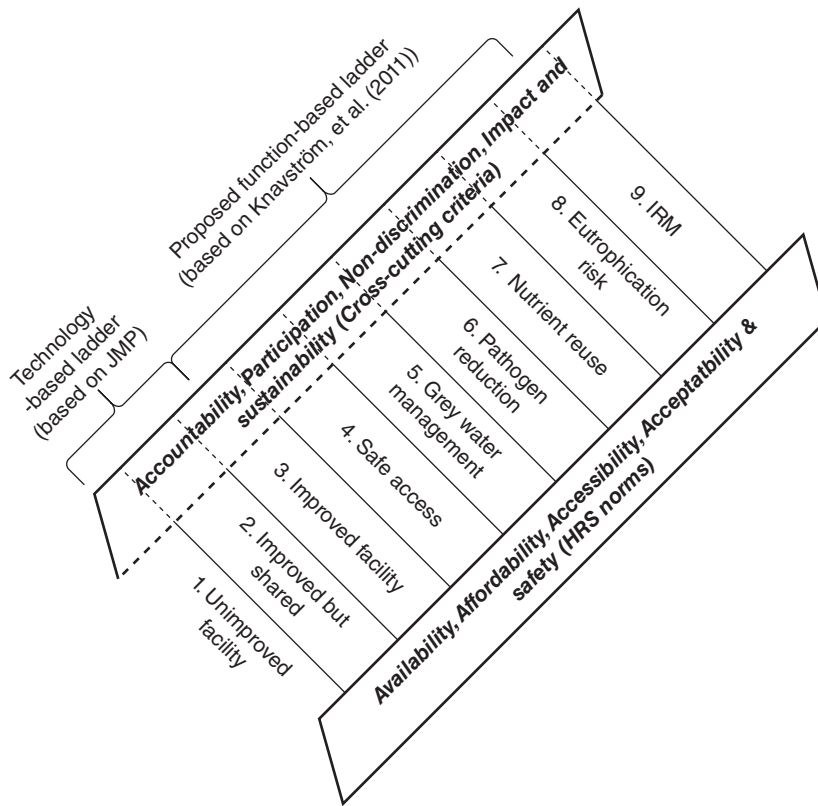 Technology
-based ladder
(based on JMP)
Proposed function-based ladder
(based on Knavström, et al. (2011))
Accountability, Participation, Non-discrimination, Impact and
sustainability (Cross-cutting criteria)
1. Unimproved
facility
2. Improved but
shared
3. Improved facility
4. Safe access
5. Grey water
management
6. Pathogen
reduction
7. Nutrient reuse
8. Eutrophication
risk
9. IRM
Availability, Affordability, Accessibility, Acceptatbility &
safety (HRS norms)